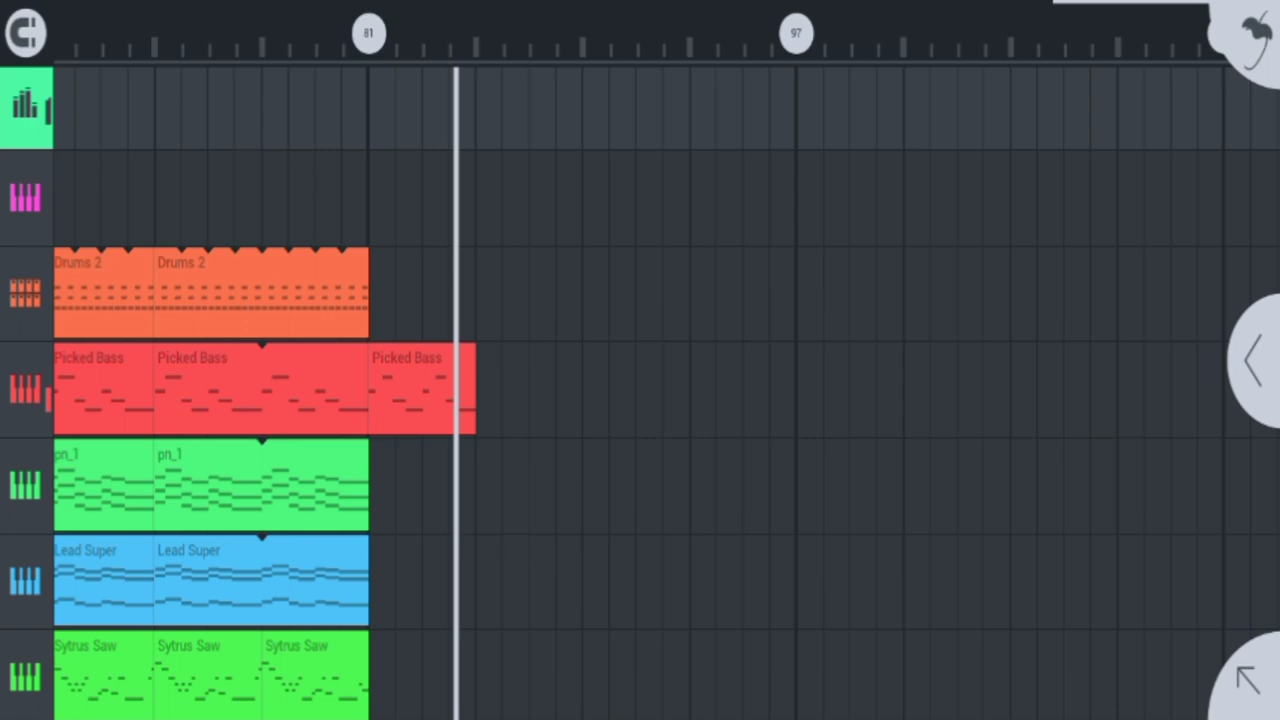 81 97
Drums 2 Drums 2
Picked Bass Picked Bass Picked Bass
pn_1 pn_1
Lead Super Lead Super
Sytrus Saw Sytrus Saw Sytrus Saw